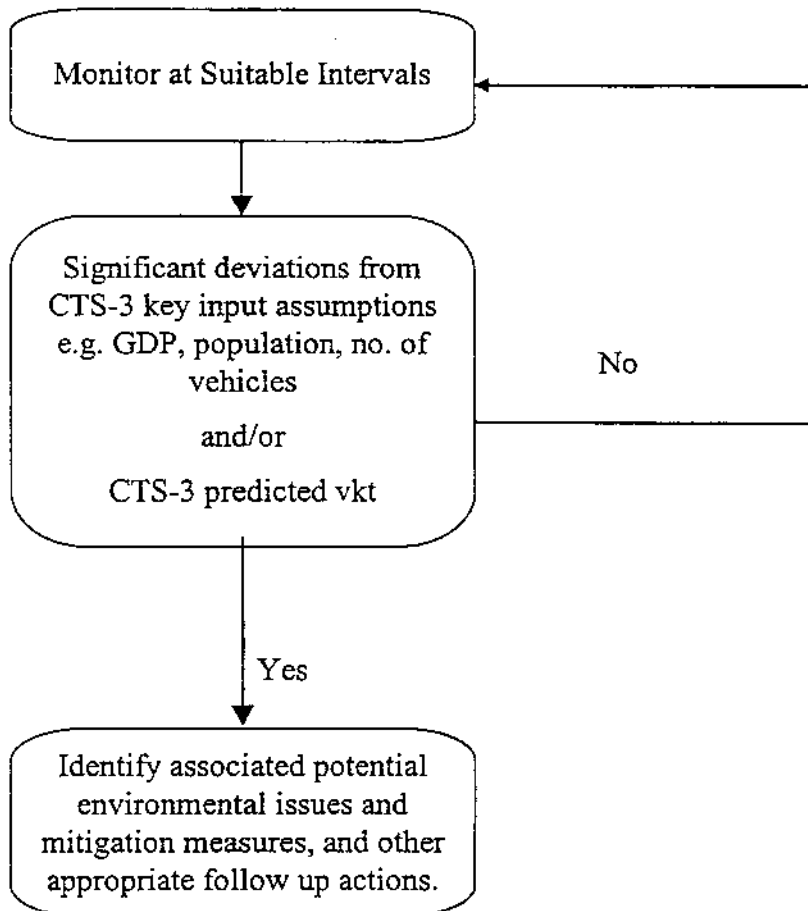 Monitor at Suitable Intervals
Significant deviations from
CTS-3 key input assumptions
e.g. GDP, population, no. of
vehicles
and/or
CTS-3 predicted vkt
No
Yes
Identify associated potential
environmental issues and
mitigation measures, and other
appropriate follow up actions.